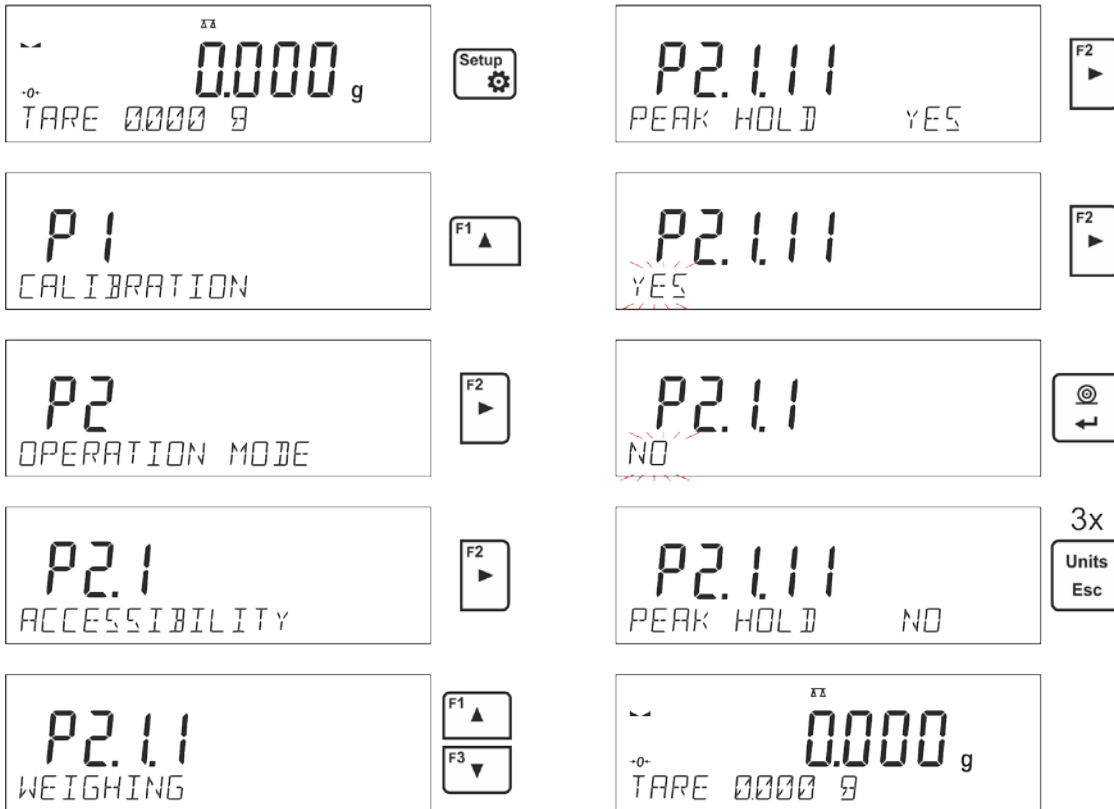 0.000 g
TARE 0.000 g
Setup
P1
CALIBRATION
F1
P2
OPERATION MODE
F2
P2.1
ACCESSIBILITY
F2
P2.1.1
WEIGHING
F1
F3
P2.1.11
PEAK HOLD YES
F2
P2.1.11
YES
F2
P2.1.1
NO
P2.1.11
PEAK HOLD NO
3x
Units
Esc
0.000 g
TARE 0.000 g